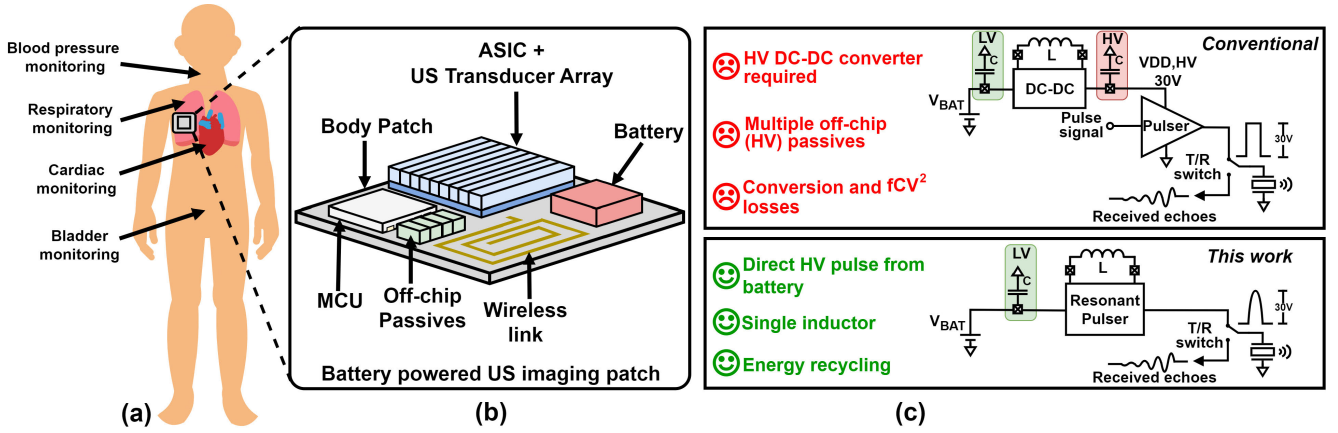 Blood pressure
monitoring
Respiratory
monitoring
Cardiac
monitoring
Bladder
monitoring
(a)
ASIC +
US Transducer Array
Body Patch
Battery
MCU
Off-chip
Passives
Wireless
link
Battery powered US imaging patch
(b)
Conventional
HV DC-DC converter
required
Multiple off-chip
(HV) passives
Conversion and fCV²
losses
LV
C
L
DC-DC
HV
C
VDD,HV
30V
V_BAT
Pulse
signal
Pulser
30V
T/R
switch
Received echoes
This work
Direct HV pulse from
battery
Single inductor
Energy recycling
LV
C
L
Resonant
Pulser
V_BAT
30V
T/R
switch
Received echoes
(c)